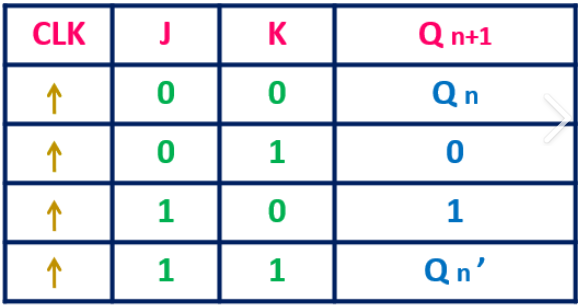 CLK J K Q n+1
↑ 0 0 Q n
↑ 0 1 0
↑ 1 0 1
↑ 1 1 Q n’